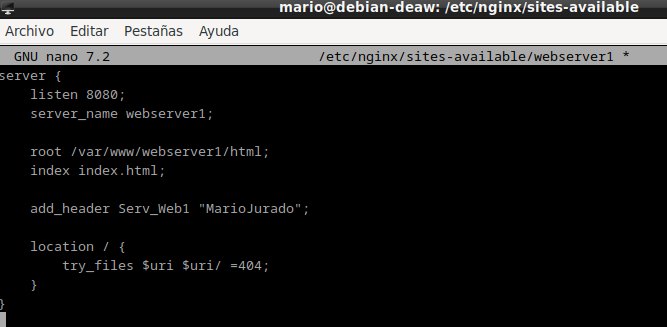 mario@debian-deaw: /etc/nginx/sites-available
Archivo Editar Pestañas Ayuda
GNU nano 7.2 /etc/nginx/sites-available/webserver1 *
server {
    listen 8080;
    server_name webserver1;

    root /var/www/webserver1/html;
    index index.html;

    add_header Serv_Web1 "MarioJurado";

    location / {
        try_files $uri $uri/ =404;
    }
}